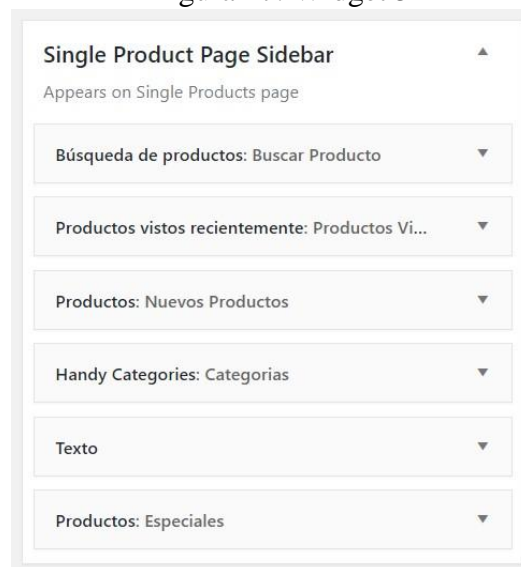 Single Product Page Sidebar
Appears on Single Products page
Búsqueda de productos: Buscar Producto
Productos vistos recientemente: Productos Vi...
Productos: Nuevos Productos
Handy Categories: Categorias
Texto
Productos: Especiales